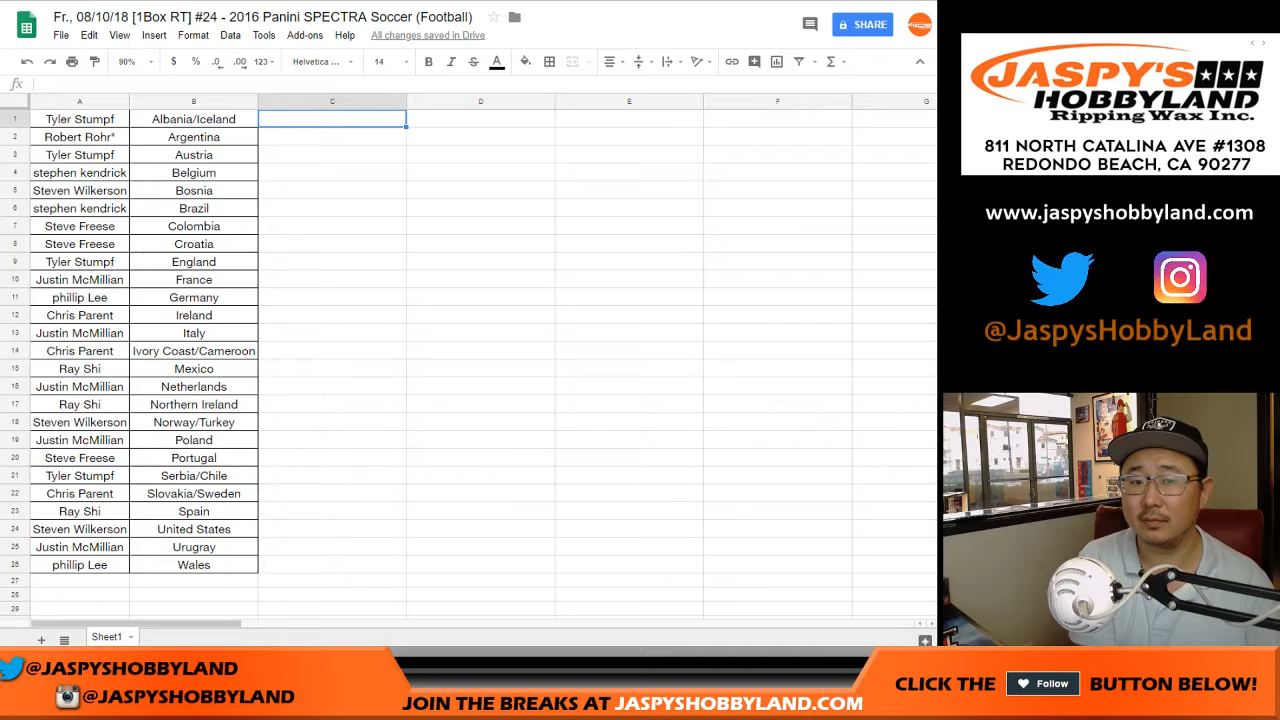 Fr., 08/10/18 [1Box RT] #24 - 2016 Panini SPECTRA Soccer (Football)
File Edit View Insert Format Data Tools Add-ons Help All changes saved in Drive
SHARE
90% $ % .0 .00 123 Helvetica ... 14 B I S A
fx
A B C D E F G
1 Tyler Stumpf Albania/Iceland
2 Robert Rohr* Argentina
3 Tyler Stumpf Austria
4 stephen kendrick Belgium
5 Steven Wilkerson Bosnia
6 stephen kendrick Brazil
7 Steve Freese Colombia
8 Steve Freese Croatia
9 Tyler Stumpf England
10 Justin McMillian France
11 phillip Lee Germany
12 Chris Parent Ireland
13 Justin McMillian Italy
14 Chris Parent Ivory Coast/Cameroon
15 Ray Shi Mexico
16 Justin McMillian Netherlands
17 Ray Shi Northern Ireland
18 Steven Wilkerson Norway/Turkey
19 Justin McMillian Poland
20 Steve Freese Portugal
21 Tyler Stumpf Serbia/Chile
22 Chris Parent Slovakia/Sweden
23 Ray Shi Spain
24 Steven Wilkerson United States
25 Justin McMillian Urugray
26 phillip Lee Wales
27
28
29
Sheet1
JASPY'S
HOBBYLAND
Ripping Wax Inc.
811 NORTH CATALINA AVE #1308
REDONDO BEACH, CA 90277
www.jaspyshobbyland.com
@JaspysHobbyLand
@JASPYSHOBBYLAND
@JASPYSHOBBYLAND
JOIN THE BREAKS AT JASPYSHOBBYLAND.COM
CLICK THE Follow BUTTON BELOW!